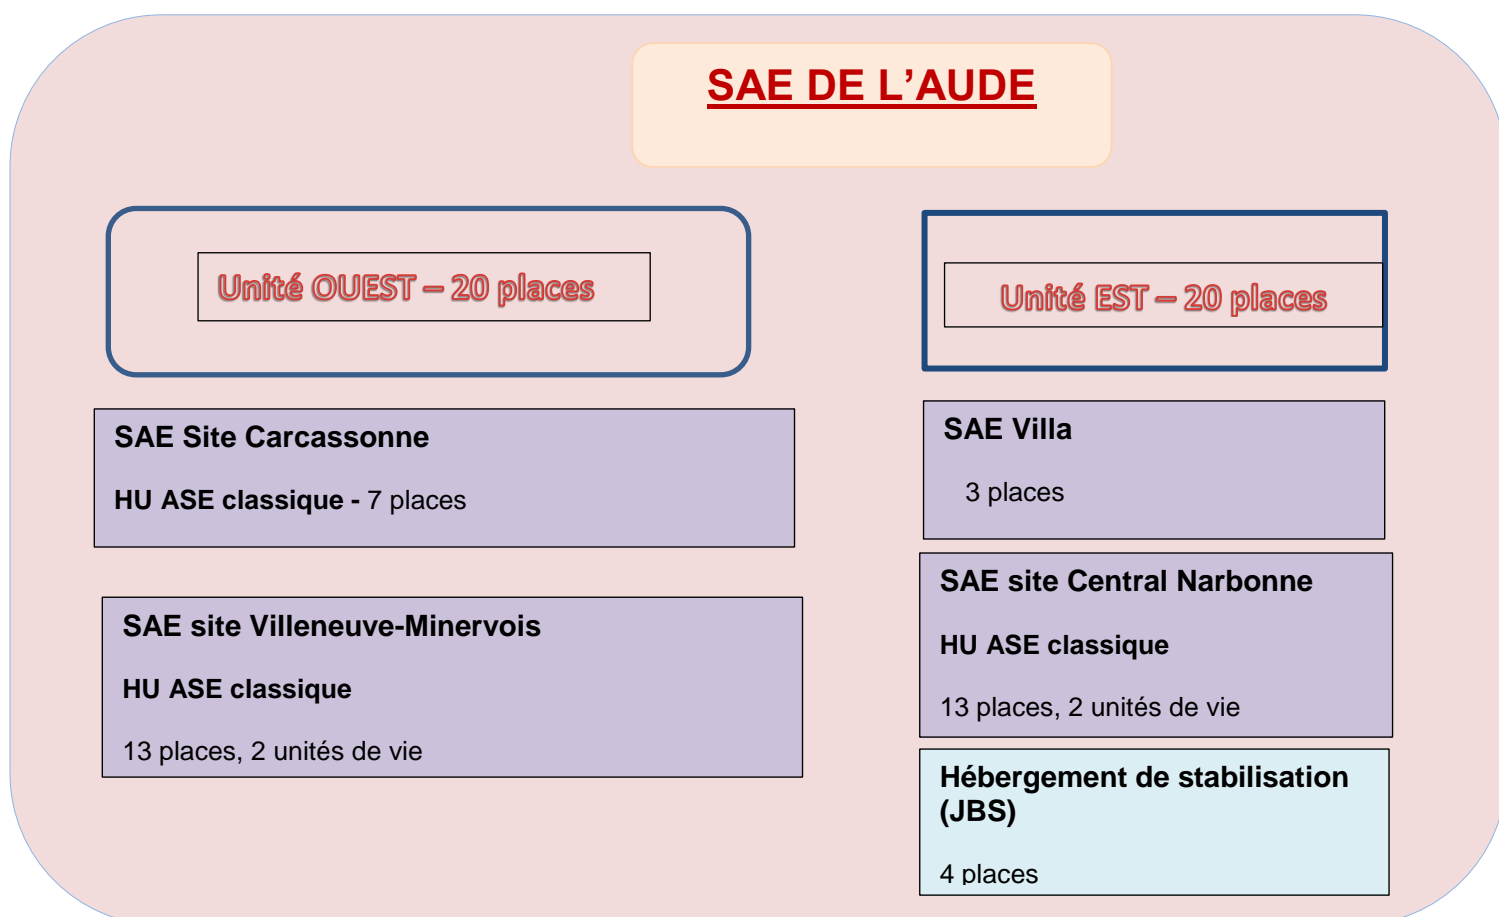 SAE DE L’AUDE
Unité OUEST – 20 places
SAE Site Carcassonne
HU ASE classique - 7 places
SAE site Villeneuve-Minervois
HU ASE classique
13 places, 2 unités de vie
Unité EST – 20 places
SAE Villa
3 places
SAE site Central Narbonne
HU ASE classique
13 places, 2 unités de vie
Hébergement de stabilisation
(JBS)
4 places